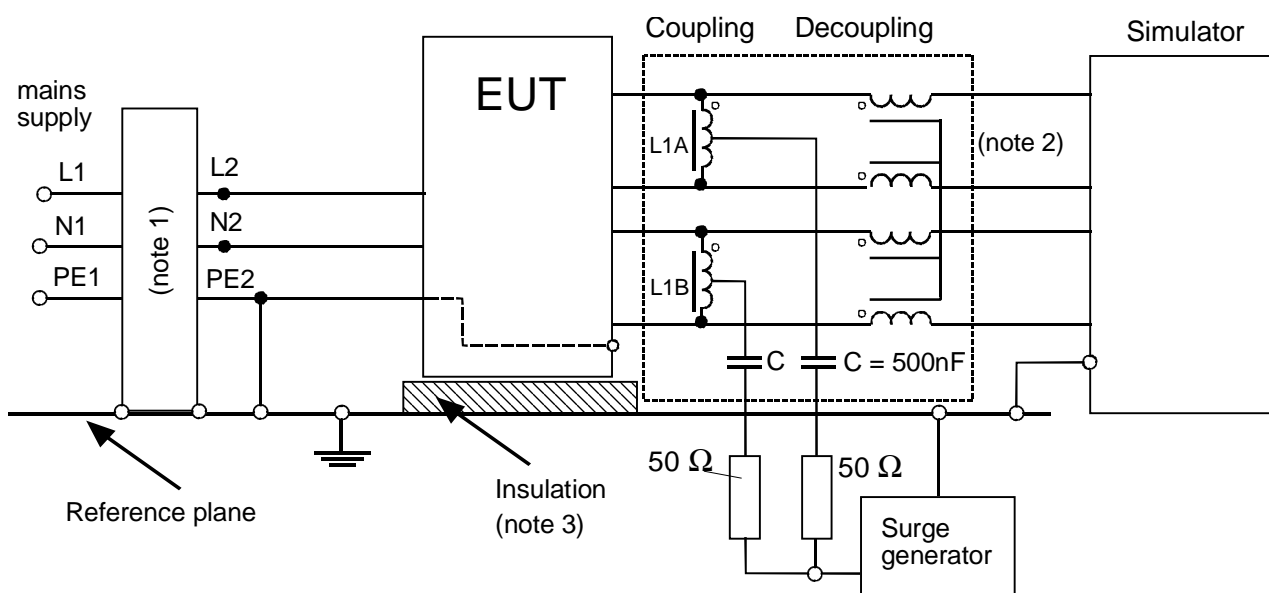 Coupling
Decoupling
Simulator
mains
supply
EUT
(note 2)
L1
L2
L1A
N1
N2
(note 1)
PE1
PE2
L1B
C
C = 500nF
50 Ω
50 Ω
Reference plane
Insulation
(note 3)
Surge
generator